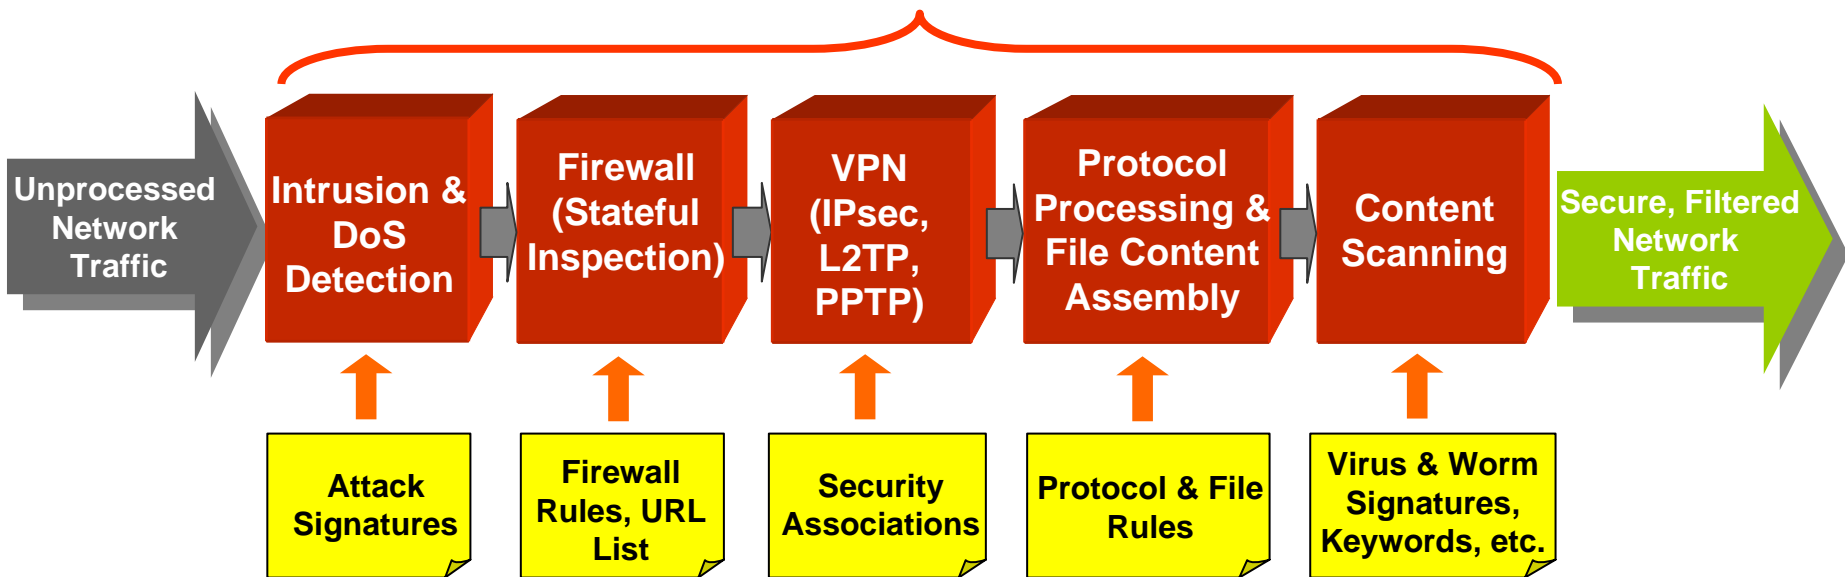 Unprocessed
Network
Traffic
Intrusion &
DoS
Detection
Firewall
(Stateful
Inspection)
VPN
(IPsec,
L2TP,
PPTP)
Protocol
Processing &
File Content
Assembly
Content
Scanning
Secure, Filtered
Network
Traffic
Attack
Signatures
Firewall
Rules, URL
List
Security
Associations
Protocol & File
Rules
Virus & Worm
Signatures,
Keywords, etc.